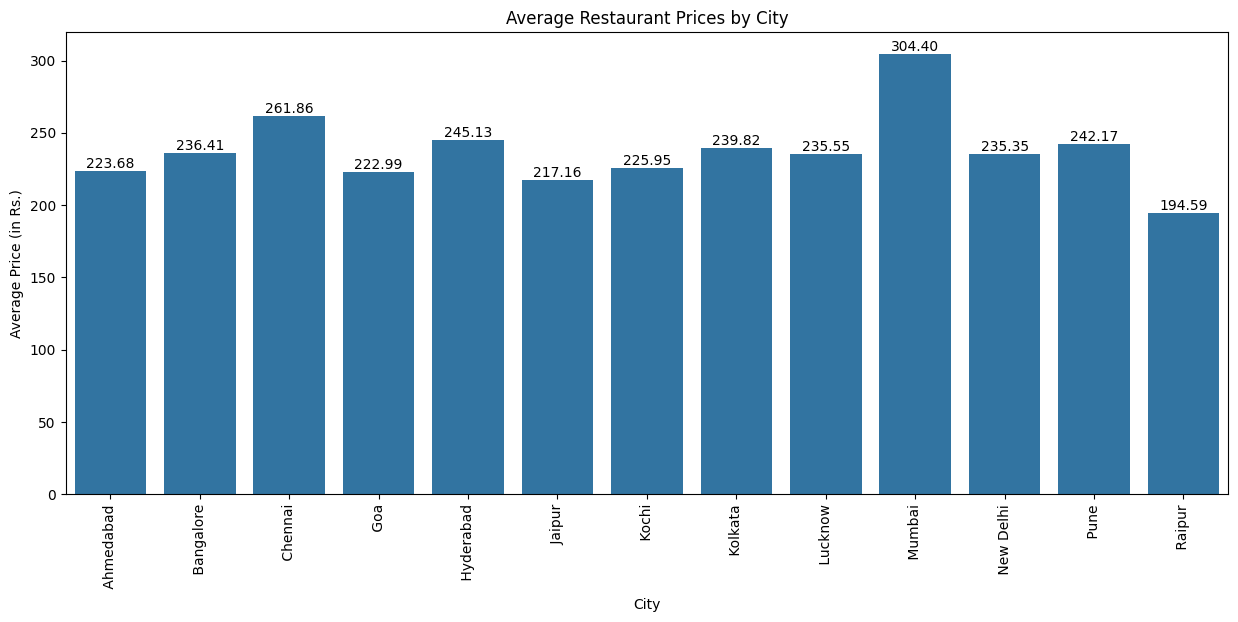 Average Restaurant Prices by City
Average Price (in Rs.)
300
250
200
150
100
50
0
223.68
236.41
261.86
222.99
245.13
217.16
225.95
239.82
235.55
304.40
235.35
242.17
194.59
Ahmedabad
Bangalore
Chennai
Goa
Hyderabad
Jaipur
Kochi
Kolkata
Lucknow
Mumbai
New Delhi
Pune
Raipur
City